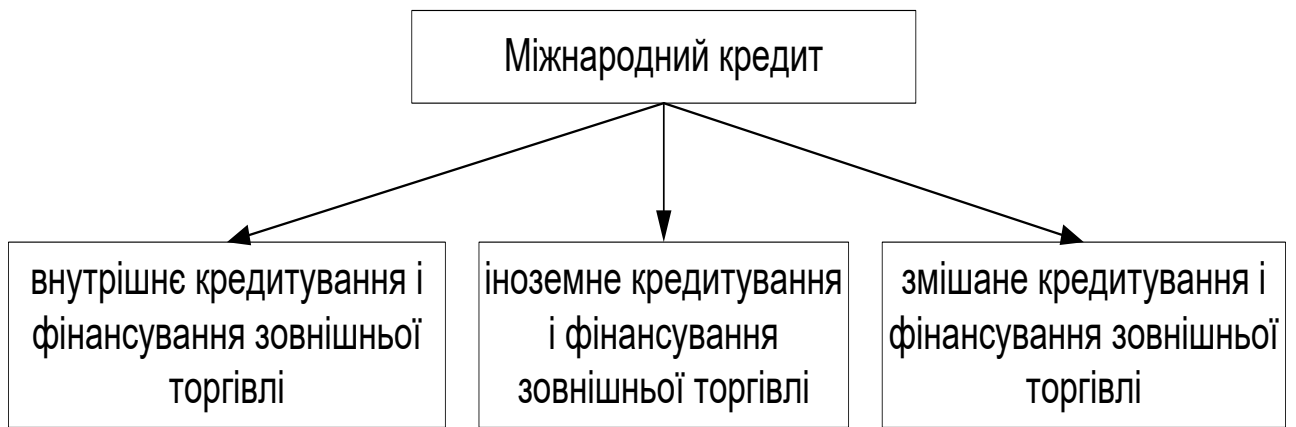 Міжнародний кредит
внутрішнє кредитування і
фінансування зовнішньої
торгівлі
іноземне кредитування
і фінансування
зовнішньої торгівлі
змішане кредитування і
фінансування зовнішньої
торгівлі